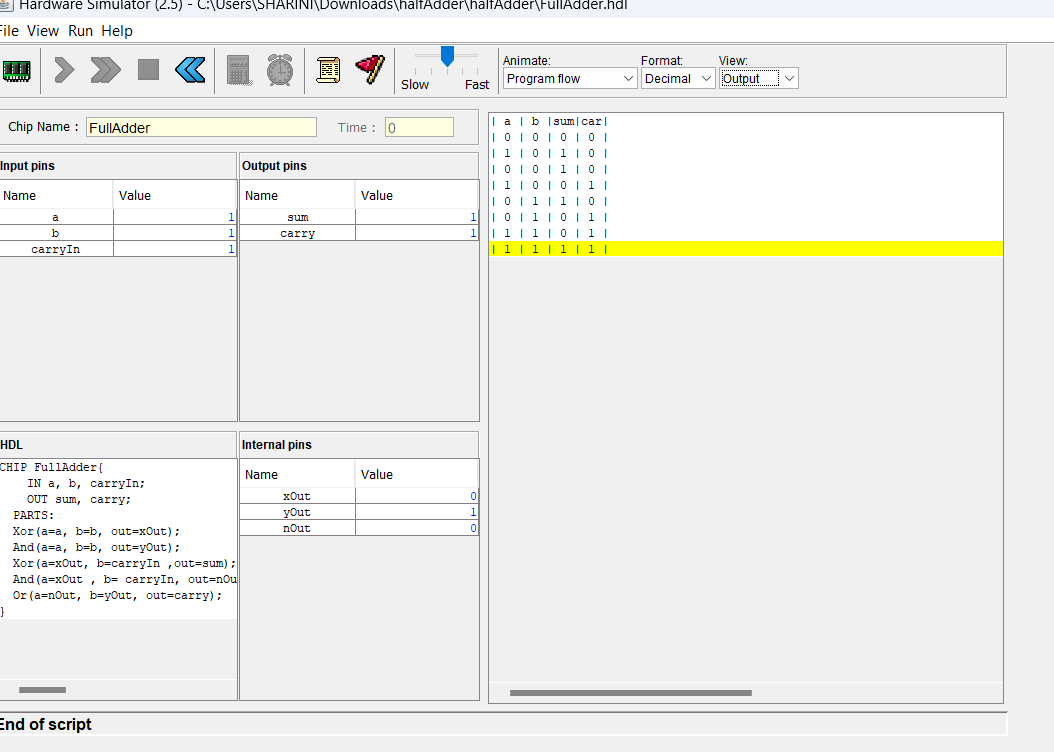 Hardware Simulator (2.5) - C:\Users\SHARINI\Downloads\halfAdder\halfAdder\FullAdder.hdl
File View Run Help
Slow Fast
Animate: Format: View:
Program flow Decimal Output
Chip Name : FullAdder Time : 0
Input pins
Name Value
a 1
b 1
carryIn 1
Output pins
Name Value
sum 1
carry 1
| a | b |sum|car|
| 0 | 0 | 0 | 0 |
| 1 | 0 | 1 | 0 |
| 0 | 0 | 1 | 0 |
| 1 | 0 | 0 | 1 |
| 0 | 1 | 1 | 0 |
| 0 | 1 | 0 | 1 |
| 1 | 1 | 0 | 1 |
| 1 | 1 | 1 | 1 |
HDL
CHIP FullAdder{
IN a, b, carryIn;
OUT sum, carry;
PARTS:
Xor(a=a, b=b, out=xOut);
And(a=a, b=b, out=yOut);
Xor(a=xOut, b=carryIn ,out=sum);
And(a=xOut , b= carryIn, out=nOu
Or(a=nOut, b=yOut, out=carry);
}
Internal pins
Name Value
xOut 0
yOut 1
nOut 0
End of script